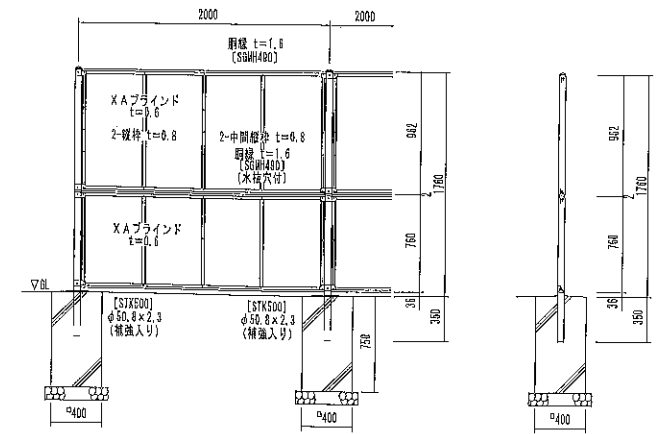 2000
2000
胴縁 t=1.6
[SGMH490]
XAブラインド
t=0.6
2-縦枠 t=0.8
2-中間縦枠 t=0.8
胴縁 t=1.6
[SGMH490]
(水抜穴付)
XAブラインド
t=0.6
962
2
1760
760
36
350
962
2
1760
760
36
350
▽GL
[STK500]
φ50.8×2.3
(補強入り)
[STK500]
φ50.8×2.3
(補強入り)
750
□400
□400
□400